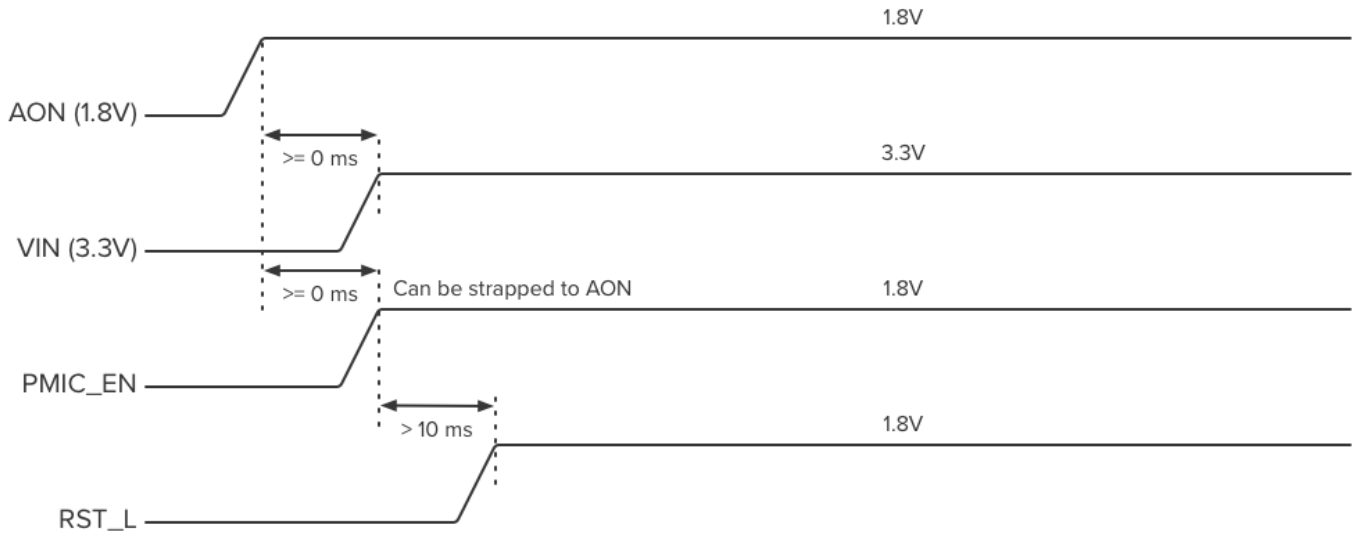 1.8V
AON (1.8V)
>= 0 ms
3.3V
VIN (3.3V)
>= 0 ms
Can be strapped to AON
1.8V
PMIC_EN
> 10 ms
1.8V
RST_L